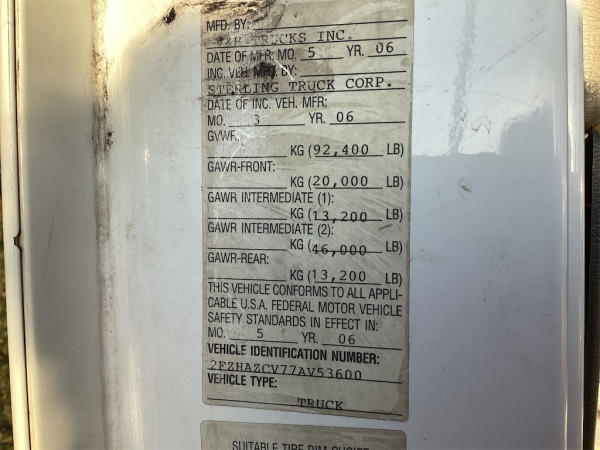 MFD. BY:
TRUCKS INC.
DATE OF MFR: MO. 5 YR. 06
INC. VEH. MFD. BY:
STERLING TRUCK CORP.
DATE OF INC. VEH. MFR:
MO. 3 YR. 06
GVWR:
KG (92,400 LB)
GAWR-FRONT:
KG (20,000 LB)
GAWR INTERMEDIATE (1):
KG (13,200 LB)
GAWR INTERMEDIATE (2):
KG (46,000 LB)
GAWR-REAR:
KG (13,200 LB)
THIS VEHICLE CONFORMS TO ALL APPLI-
CABLE U.S.A. FEDERAL MOTOR VEHICLE
SAFETY STANDARDS IN EFFECT IN:
MO. 5 YR. 06
VEHICLE IDENTIFICATION NUMBER:
2FZHAZCV77AV53600
VEHICLE TYPE:
TRUCK
SUITABLE TIRE RIM CHOICE